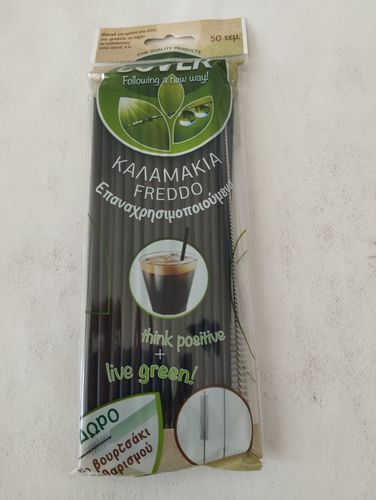 50 τεμ.
FINE QUALITY PRODUCTS
Following a new way!
ΚΑΛΑΜΑΚΙΑ
FREDDO
Επαναχρησιμοποιούμενα
think positive
+
live green!
ΔΩΡΟ
βουρτσάκι